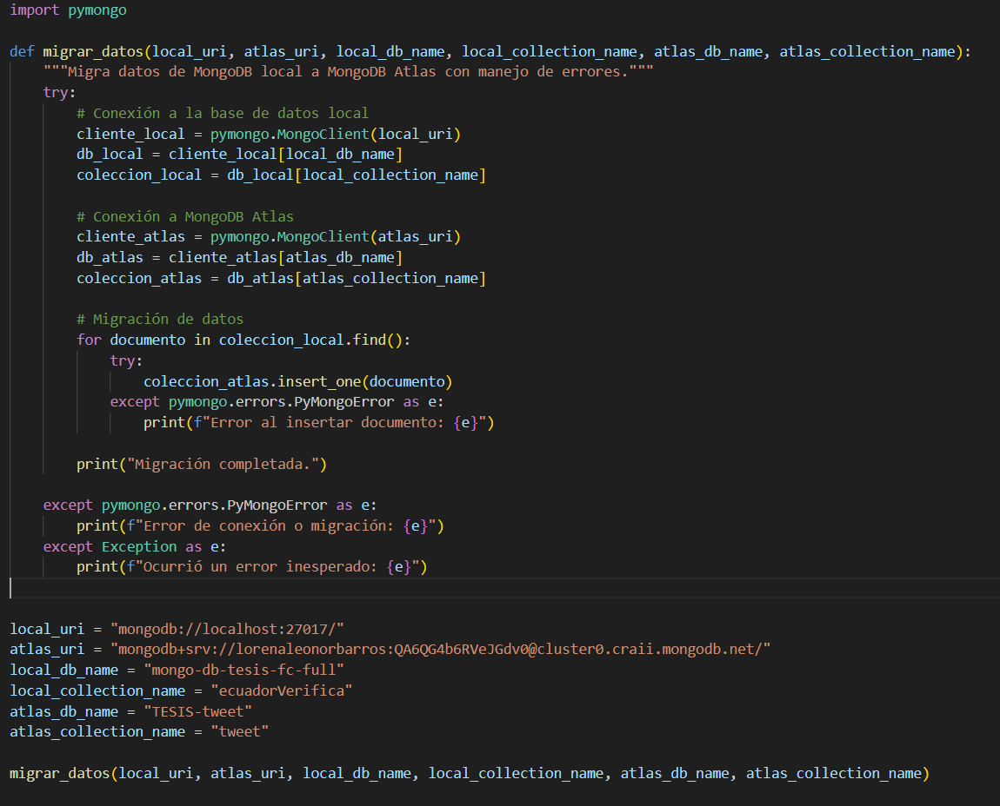 import pymongo
def migrar_datos(local_uri, atlas_uri, local_db_name, local_collection_name, atlas_db_name, atlas_collection_name):
"""Migra datos de MongoDB local a MongoDB Atlas con manejo de errores."""
try:
# Conexión a la base de datos local
cliente_local = pymongo.MongoClient(local_uri)
db_local = cliente_local[local_db_name]
coleccion_local = db_local[local_collection_name]
# Conexión a MongoDB Atlas
cliente_atlas = pymongo.MongoClient(atlas_uri)
db_atlas = cliente_atlas[atlas_db_name]
coleccion_atlas = db_atlas[atlas_collection_name]
# Migración de datos
for documento in coleccion_local.find():
try:
coleccion_atlas.insert_one(documento)
except pymongo.errors.PyMongoError as e:
print(f"Error al insertar documento: {e}")
print("Migración completada.")
except pymongo.errors.PyMongoError as e:
print(f"Error de conexión o migración: {e}")
except Exception as e:
print(f"Ocurrió un error inesperado: {e}")
local_uri = "mongodb://localhost:27017/"
atlas_uri = "mongodb+srv://lorenaleonorbarros:QA6QG4b6RVeJGdv0@cluster0.craii.mongodb.net/"
local_db_name = "mongo-db-tesis-fc-full"
local_collection_name = "ecuadorVerifica"
atlas_db_name = "TESIS-tweet"
atlas_collection_name = "tweet"
migrar_datos(local_uri, atlas_uri, local_db_name, local_collection_name, atlas_db_name, atlas_collection_name)